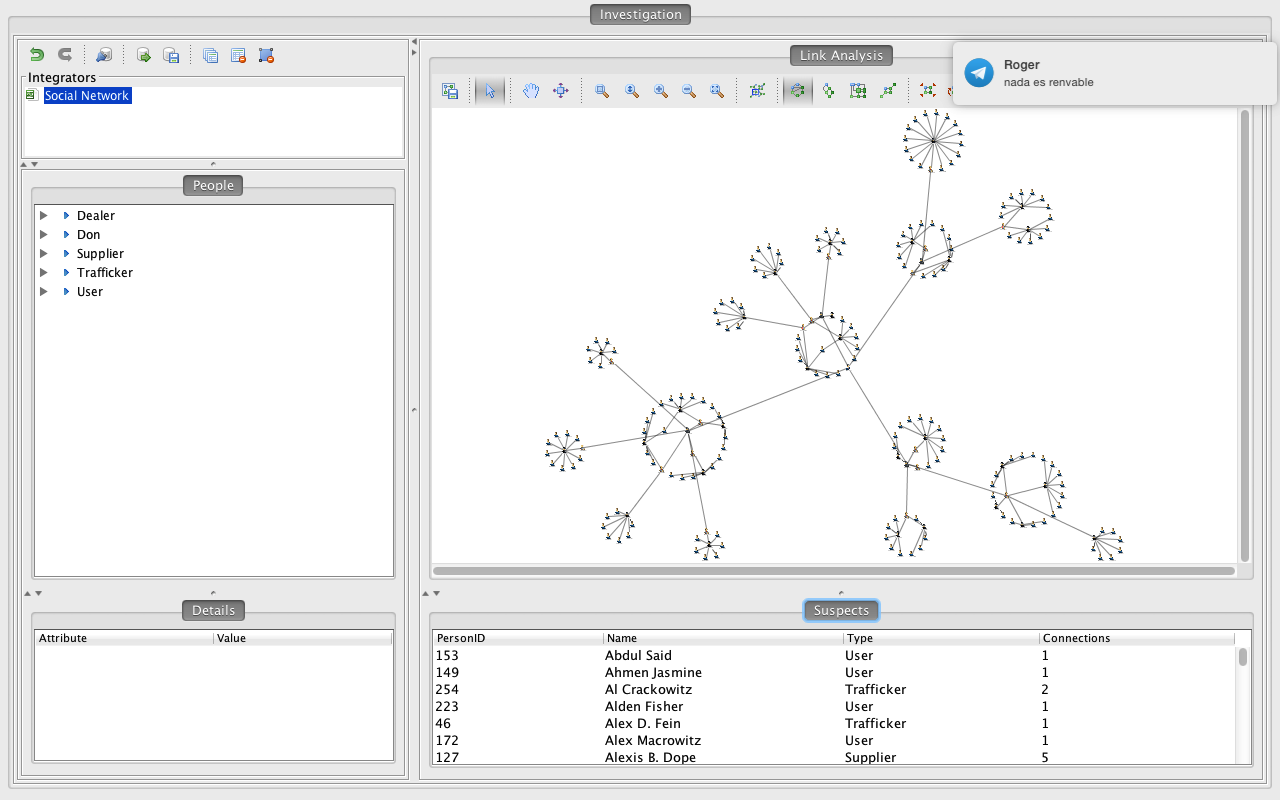 Investigation
Integrators
Social Network
People
Dealer
Don
Supplier
Trafficker
User
Details
Attribute Value
Link Analysis
Roger
nada es renvable
Suspects
PersonID Name Type Connections
153 Abdul Said User 1
149 Ahmen Jasmine User 1
254 Al Crackowitz Trafficker 2
223 Alden Fisher User 1
46 Alex D. Fein Trafficker 1
172 Alex Macrowitz User 1
127 Alexis B. Dope Supplier 5